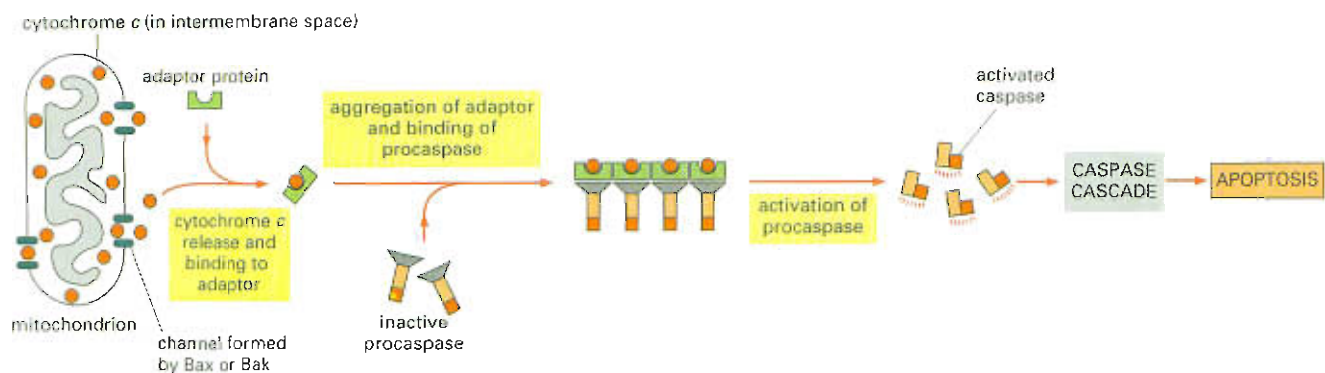 cytochrome c (in intermembrane space)
adaptor protein
aggregation of adaptor
and binding of
procaspase
activated
caspase
CASPASE
CASCADE
APOPTOSIS
cytochrome c
release and
binding to
adaptor
activation of
procaspase
inactive
procaspase
mitochondrion
channel formed
by Bax or Bak